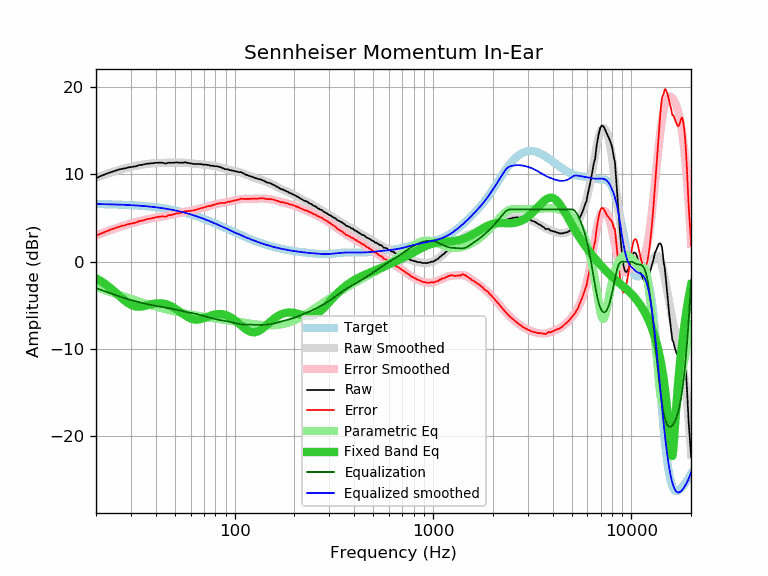 Sennheiser Momentum In-Ear
20
10
0
−10
−20
Amplitude (dBr)
Target
Raw Smoothed
Error Smoothed
Raw
Error
Parametric Eq
Fixed Band Eq
Equalization
Equalized smoothed
100
1000
10000
Frequency (Hz)